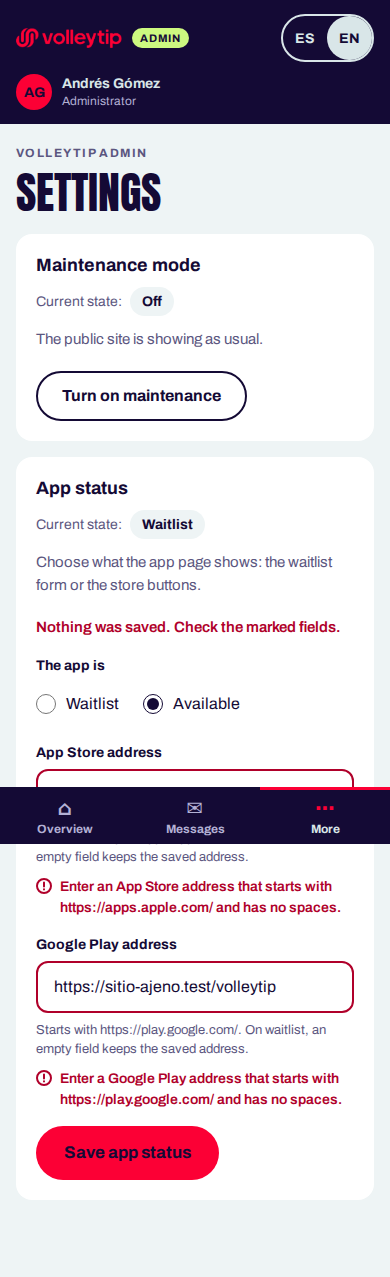 volleytip ADMIN ES EN
AG Andrés Gómez
Administrator
VOLLEYTIP ADMIN
SETTINGS
Maintenance mode
Current state: Off
The public site is showing as usual.
Turn on maintenance
App status
Current state: Waitlist
Choose what the app page shows: the waitlist
form or the store buttons.
Nothing was saved. Check the marked fields.
The app is
Waitlist Available
App Store address
Overview Messages More
empty field keeps the saved address.
Enter an App Store address that starts with
https://apps.apple.com/ and has no spaces.
Google Play address
https://sitio-ajeno.test/volleytip
Starts with https://play.google.com/. On waitlist, an
empty field keeps the saved address.
Enter a Google Play address that starts with
https://play.google.com/ and has no spaces.
Save app status